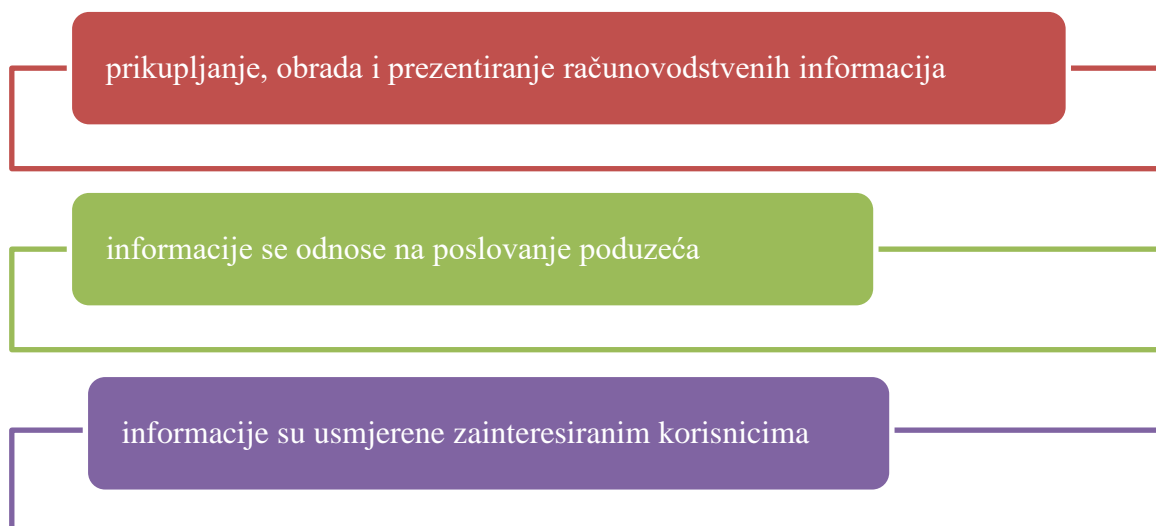 prikupljanje, obrada i prezentiranje računovodstvenih informacija
informacije se odnose na poslovanje poduzeća
informacije su usmjerene zainteresiranim korisnicima